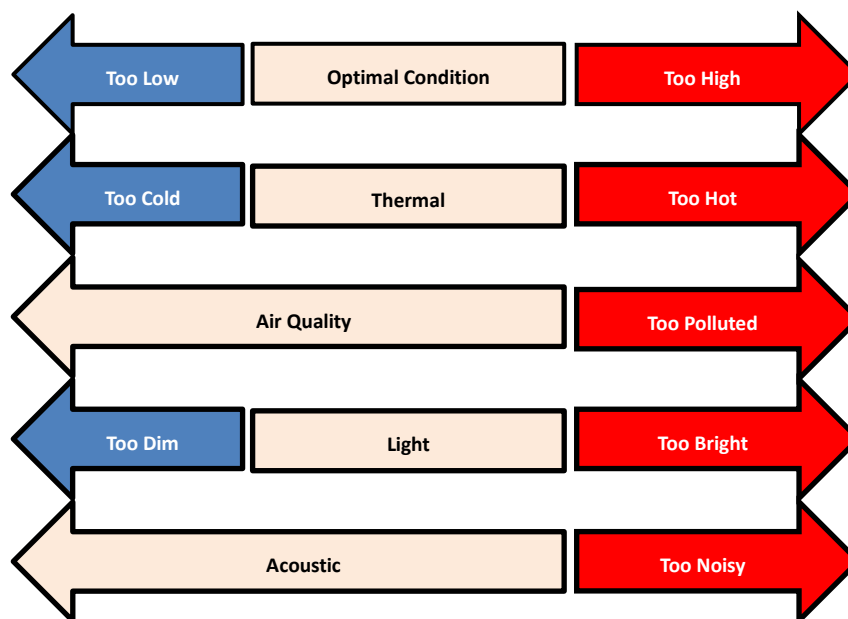 Too Low
Optimal Condition
Too High
Too Cold
Thermal
Too Hot
Air Quality
Too Polluted
Too Dim
Light
Too Bright
Acoustic
Too Noisy